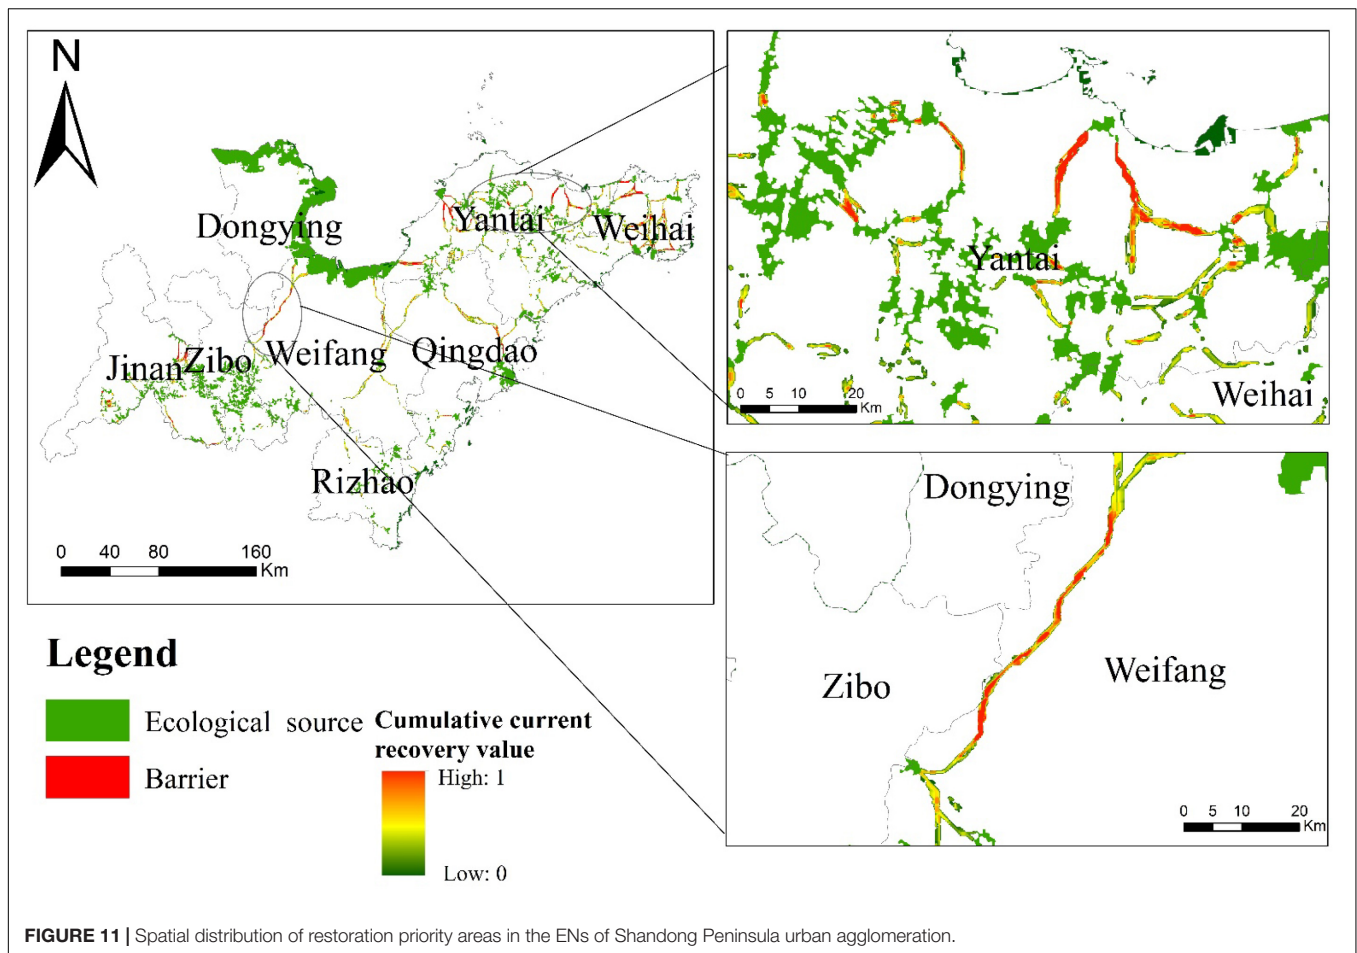 N
Dongying
Yantai
Weihai
Jinan
Zibo
Weifang
Qingdao
Rizhao
0 40 80 160
Km
Yantai
Weihai
0 5 10 20
Km
Dongying
Zibo
Weifang
0 5 10 20
Km
Legend
Ecological source
Barrier
Cumulative current
recovery value
High: 1
Low: 0
FIGURE 11 | Spatial distribution of restoration priority areas in the ENs of Shandong Peninsula urban agglomeration.